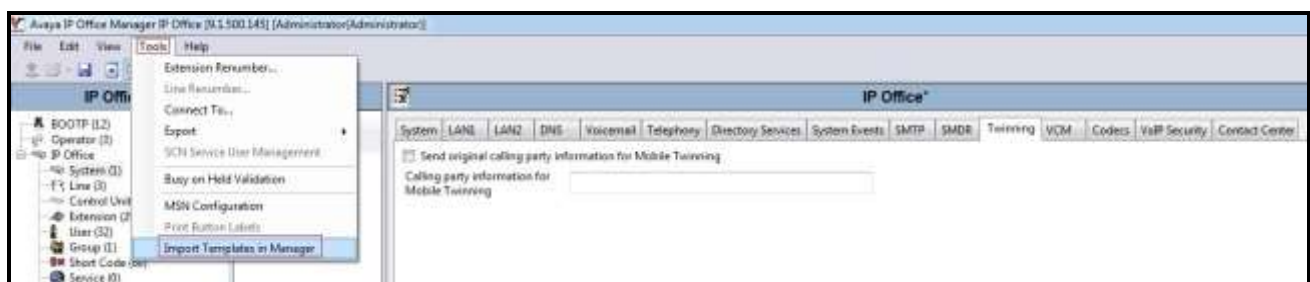 Avaya IP Office Manager IP Office [9.1.500.145] [Administrator(Administrator)]
File Edit View Tools Help
Extension Renumber...
Line Renumber...
Connect To...
Export
SCN Service User Management
Busy on Held Validation
MSN Configuration
Print Button Labels
Import Templates in Manager
IP Offi
BOOTP (12)
Operator (3)
IP Office
System (1)
Line (3)
Control Unit
Extension (2
User (32)
Group (1)
Short Code
Service (0)
IP Office*
System LAN1 LAN2 DNS Voicemail Telephony Directory Services System Events SMTP SMDR Twinning VCM Codecs VoIP Security Contact Center
Send original calling party information for Mobile Twinning
Calling party information for
Mobile Twinning